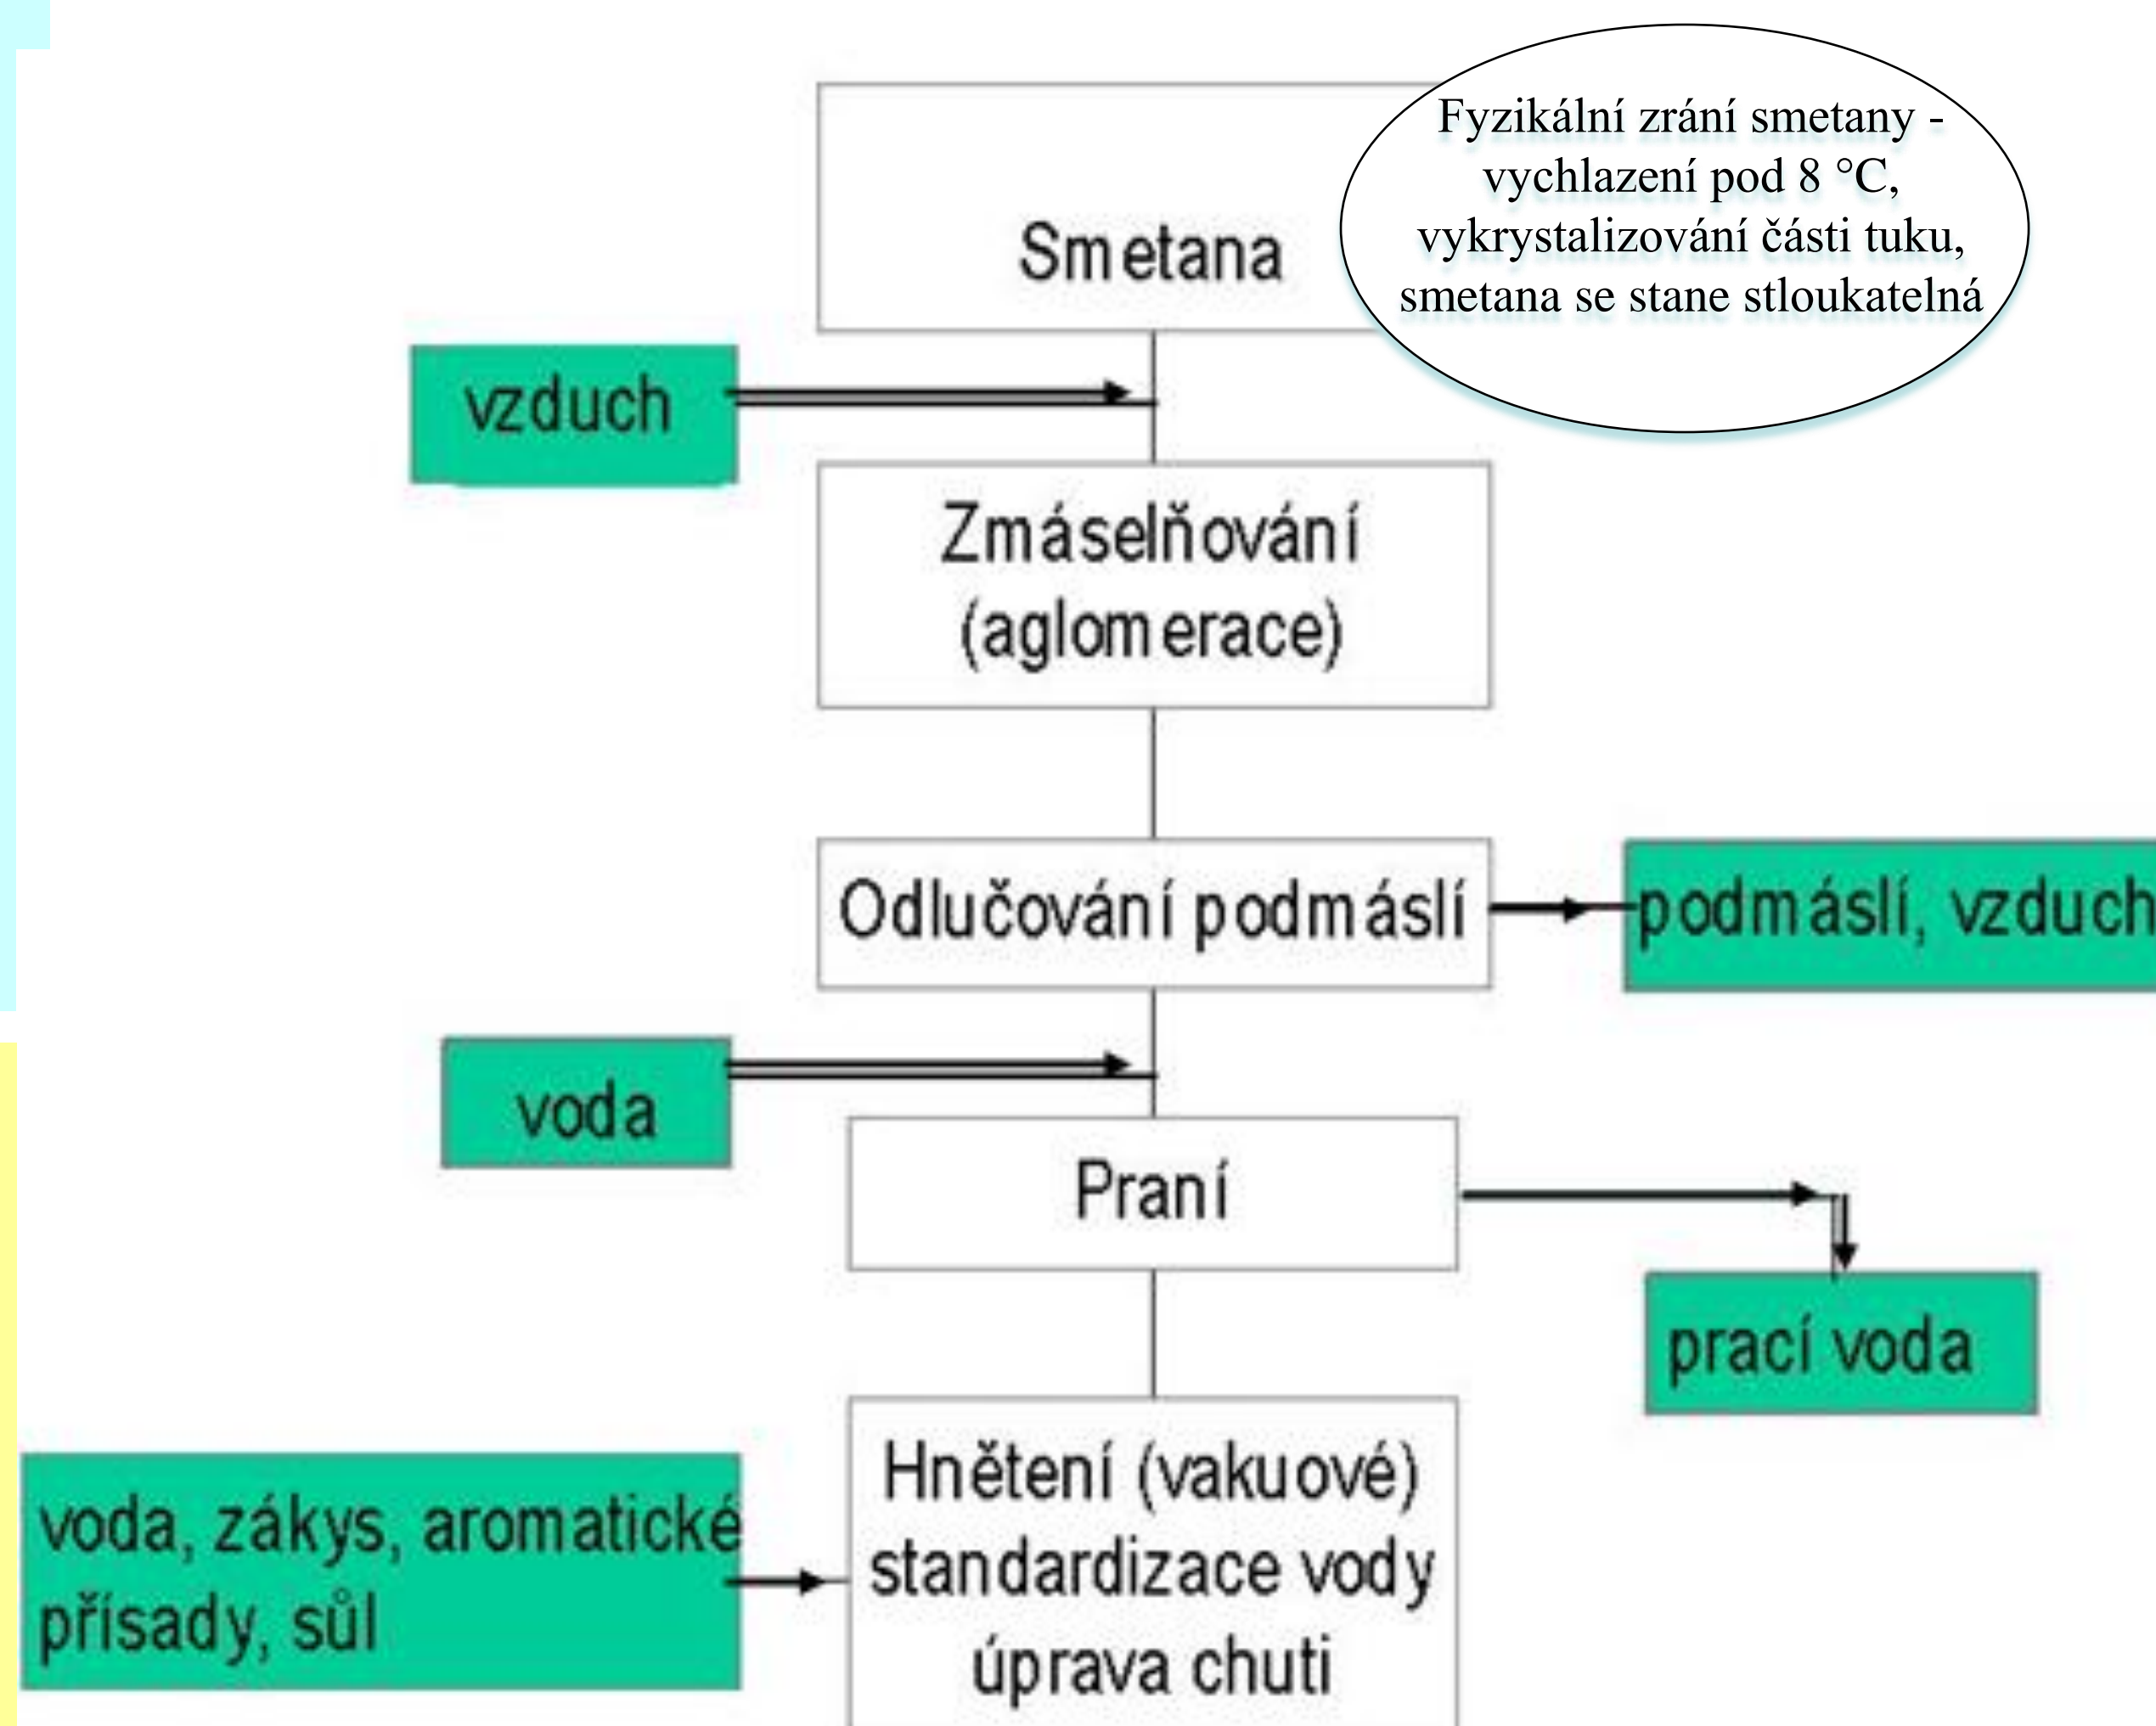 Fyzikální zrání smetany -
vychlazení pod 8 °C,
vykrystalizování části tuku,
smetana se stane stloukatelná
Smetana
vzduch
Zmáselňování
(aglomerace)
Odlučování podmáslí
podmáslí, vzduch
voda
Praní
prací voda
Hnětení (vakuové)
standardizace vody
úprava chuti
voda, zákys, aromatické
přísady, sůl